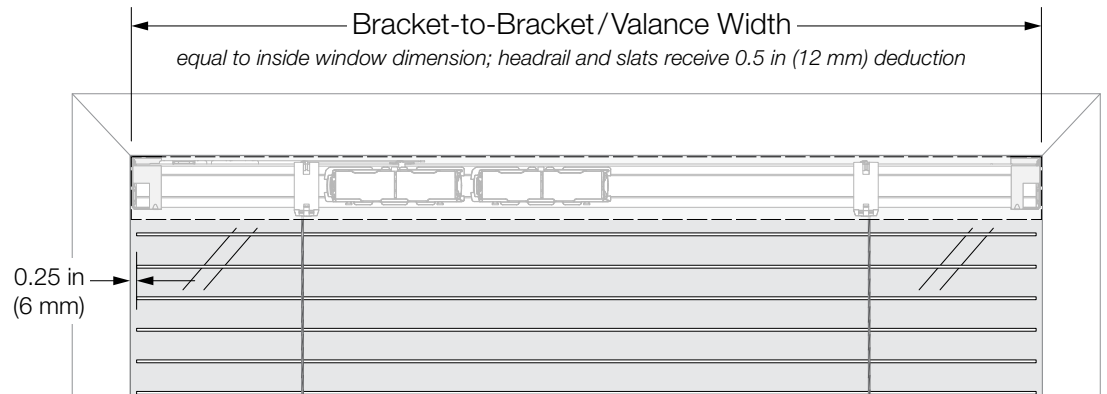 Bracket-to-Bracket/Valance Width
equal to inside window dimension; headrail and slats receive 0.5 in (12 mm) deduction
0.25 in
(6 mm)